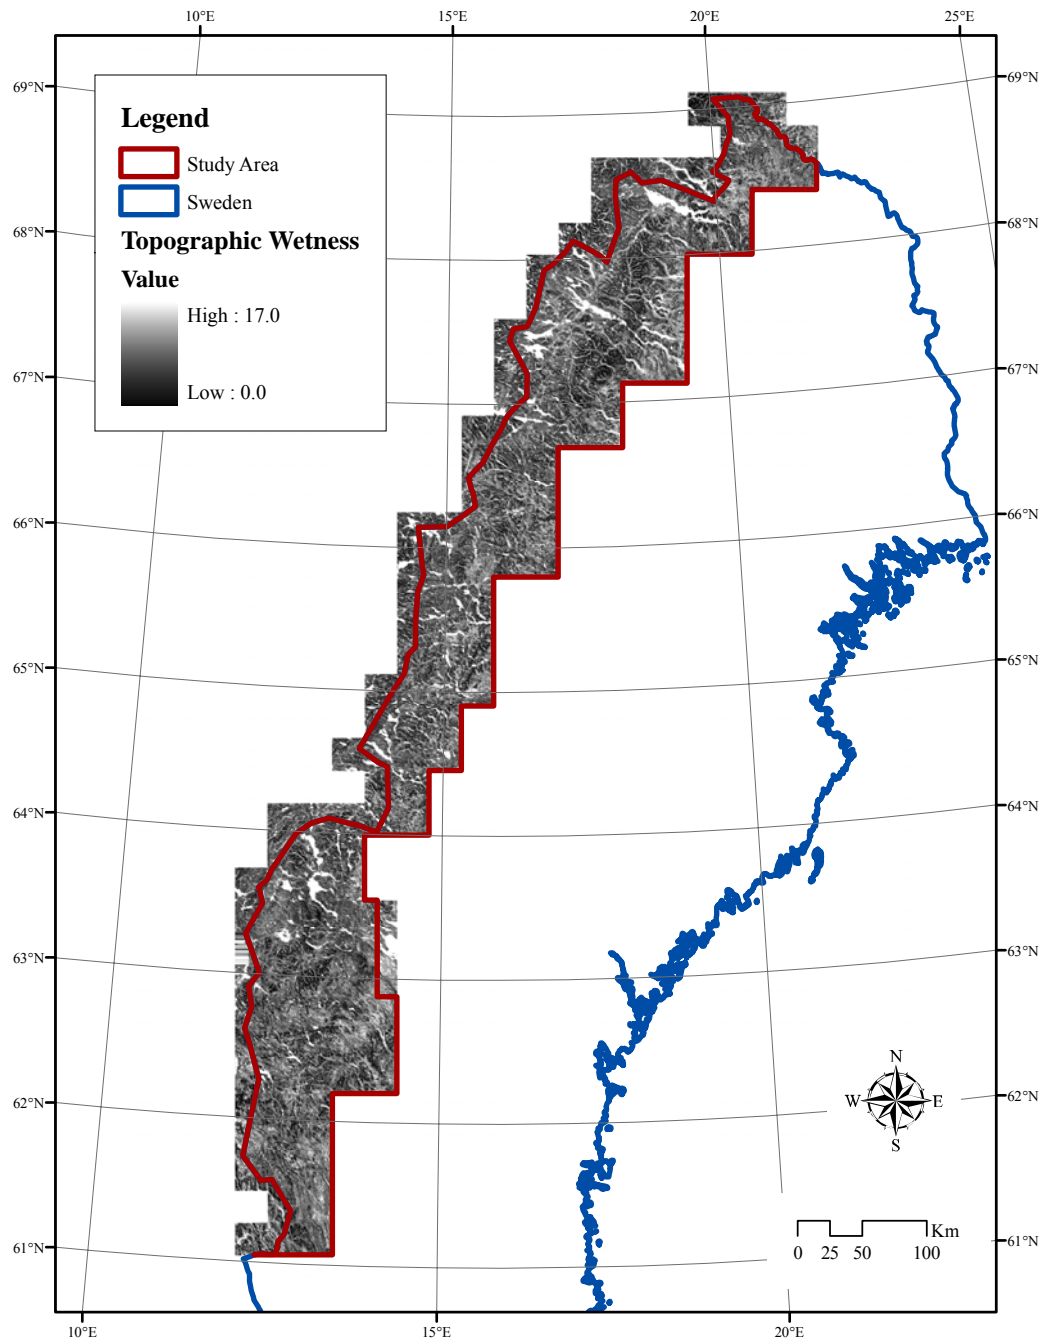 10°E 15°E 20°E 25°E
69°N 69°N
Legend
Study Area
Sweden
68°N 68°N
Topographic Wetness
Value
High : 17.0
67°N 67°N
Low : 0.0
66°N 66°N
65°N 65°N
64°N 64°N
63°N 63°N
N
62°N 62°N
W E
S
61°N 61°N
Km
0 25 50 100
10°E 15°E 20°E